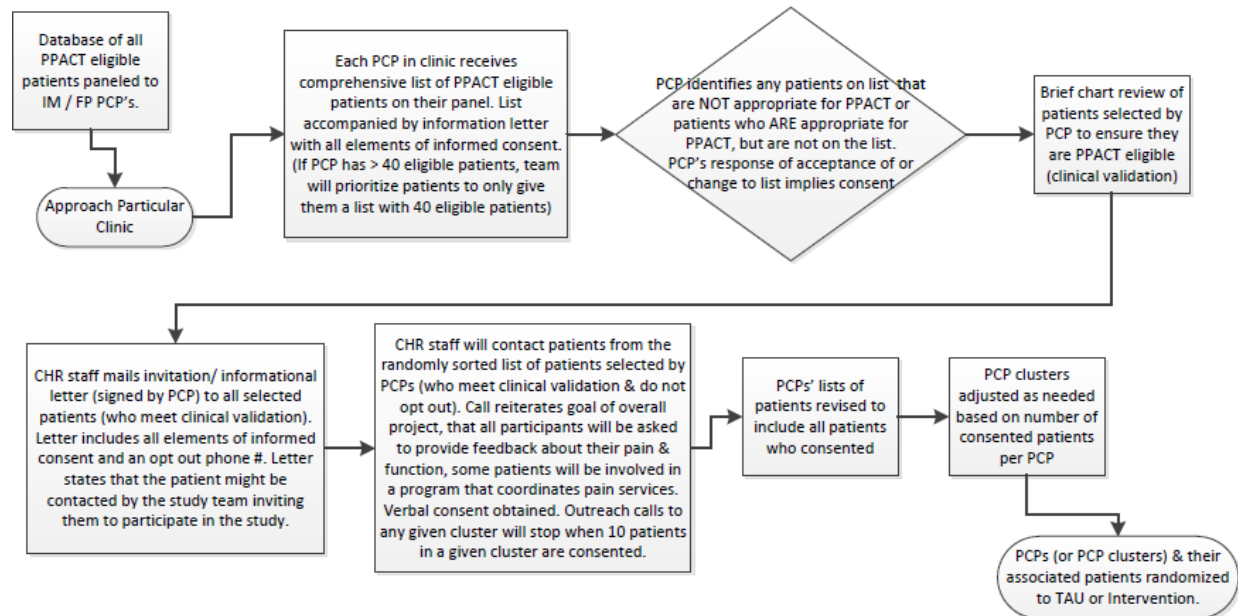 Database of all
PPACT eligible
patients paneled to
IM / FP PCP's.
Approach Particular
Clinic
Each PCP in clinic receives
comprehensive list of PPACT eligible
patients on their panel. List
accompanied by information letter
with all elements of informed consent.
(If PCP has > 40 eligible patients, team
will prioritize patients to only give
them a list with 40 eligible patients)
PCP identifies any patients on list that
are NOT appropriate for PPACT or
patients who ARE appropriate for
PPACT, but are not on the list.
PCP's response of acceptance of or
change to list implies consent
Brief chart review of
patients selected by
PCP to ensure they
are PPACT eligible
(clinical validation)
CHR staff mails invitation/ informational
letter (signed by PCP) to all selected
patients (who meet clinical validation).
Letter includes all elements of informed
consent and an opt out phone #. Letter
states that the patient might be
contacted by the study team inviting
them to participate in the study.
CHR staff will contact patients from the
randomly sorted list of patients selected by
PCPs (who meet clinical validation & do not
opt out). Call reiterates goal of overall
project, that all participants will be asked
to provide feedback about their pain &
function, some patients will be involved in
a program that coordinates pain services.
Verbal consent obtained. Outreach calls to
any given cluster will stop when 10 patients
in a given cluster are consented.
PCPs' lists of
patients revised to
include all patients
who consented
PCP clusters
adjusted as needed
based on number of
consented patients
per PCP
PCPs (or PCP clusters) & their
associated patients randomized
to TAU or Intervention.